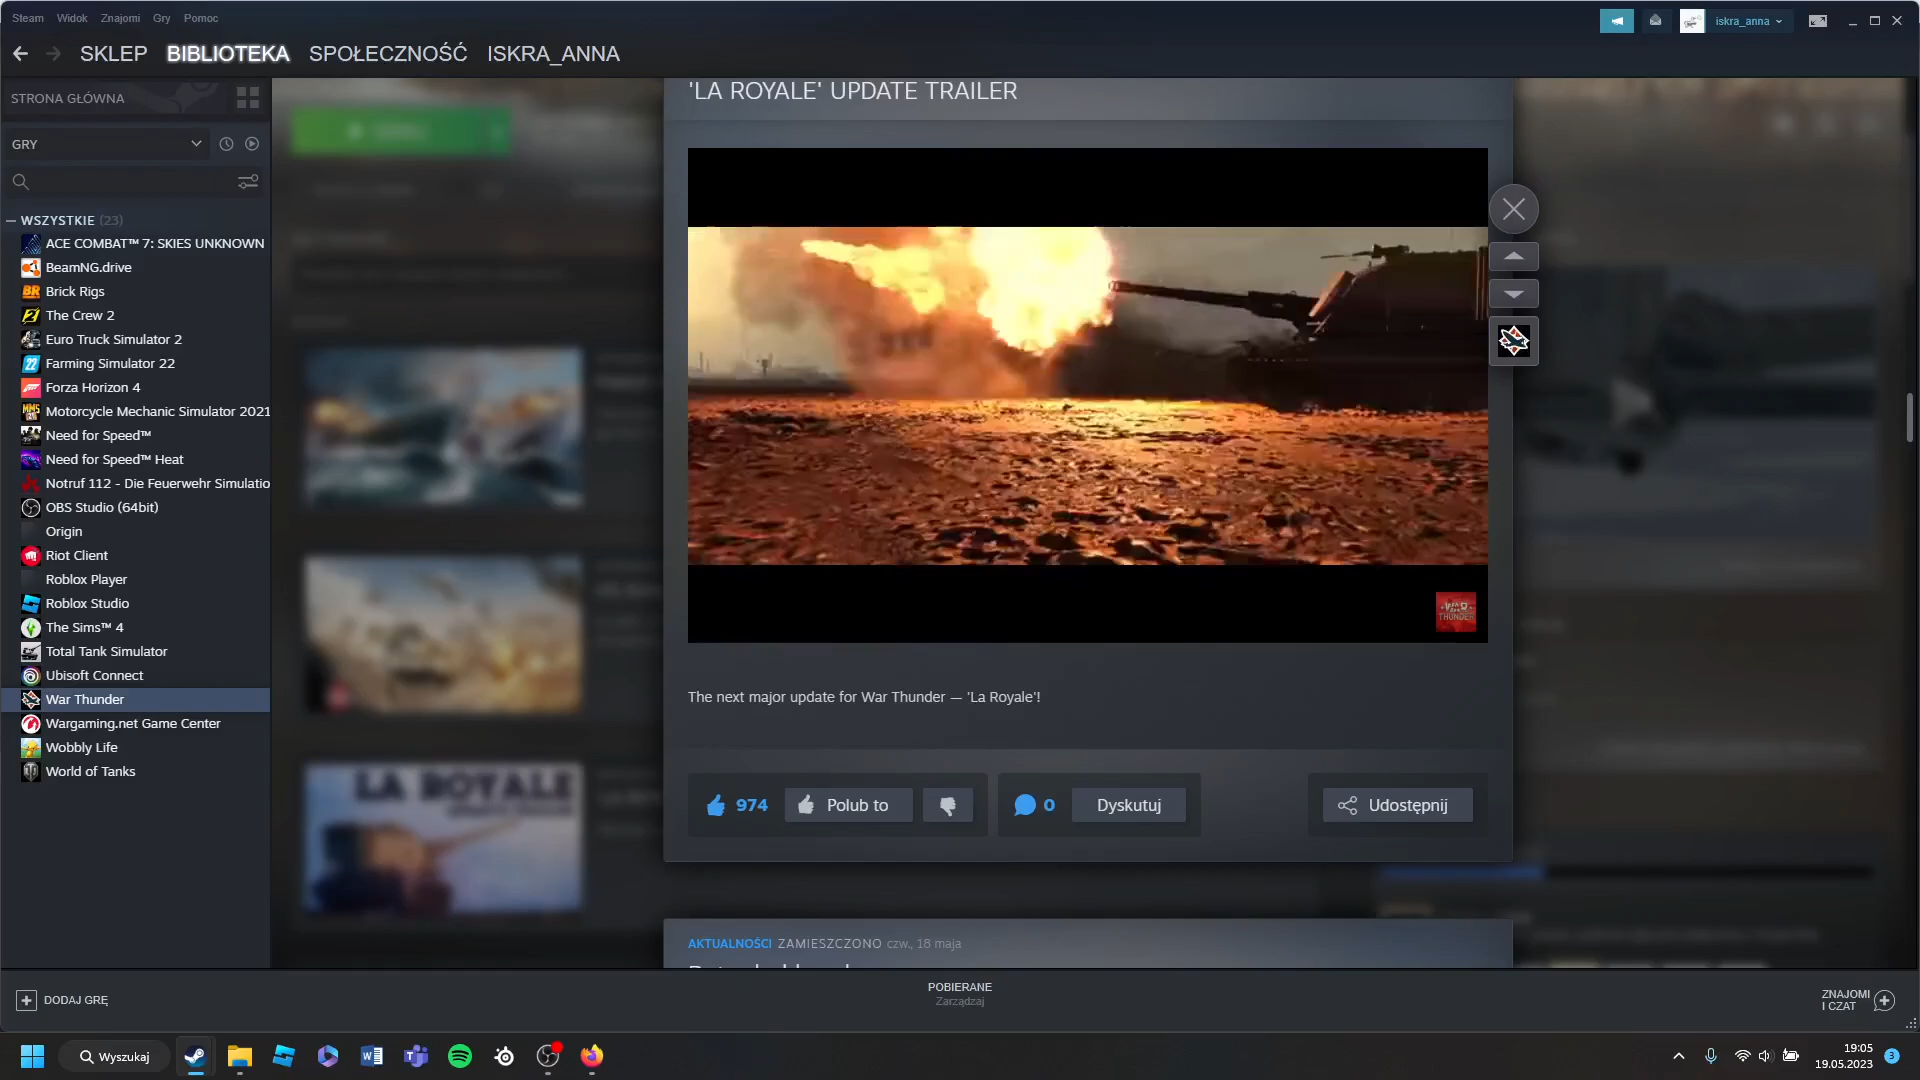 Steam Widok Znajomi Gry Pomoc
iskra_anna
SKLEP BIBLIOTEKA SPOŁECZNOŚĆ ISKRA_ANNA
STRONA GŁÓWNA
GRY
WSZYSTKIE (23)
ACE COMBAT™ 7: SKIES UNKNOWN
BeamNG.drive
Brick Rigs
The Crew 2
Euro Truck Simulator 2
Farming Simulator 22
Forza Horizon 4
Motorcycle Mechanic Simulator 2021
Need for Speed™
Need for Speed™ Heat
Notruf 112 - Die Feuerwehr Simulatio
OBS Studio (64bit)
Origin
Riot Client
Roblox Player
Roblox Studio
The Sims™ 4
Total Tank Simulator
Ubisoft Connect
War Thunder
Wargaming.net Game Center
Wobbly Life
World of Tanks
'LA ROYALE' UPDATE TRAILER
WAR THUNDER
The next major update for War Thunder — 'La Royale'!
974 Polub to 0 Dyskutuj Udostępnij
LA ROYALE
AKTUALNOŚCI ZAMIESZCZONO czw., 18 maja
DODAJ GRĘ
POBIERANE
Zarządzaj
ZNAJOMI
I CZAT
Wyszukaj
19:05
19.05.2023
3